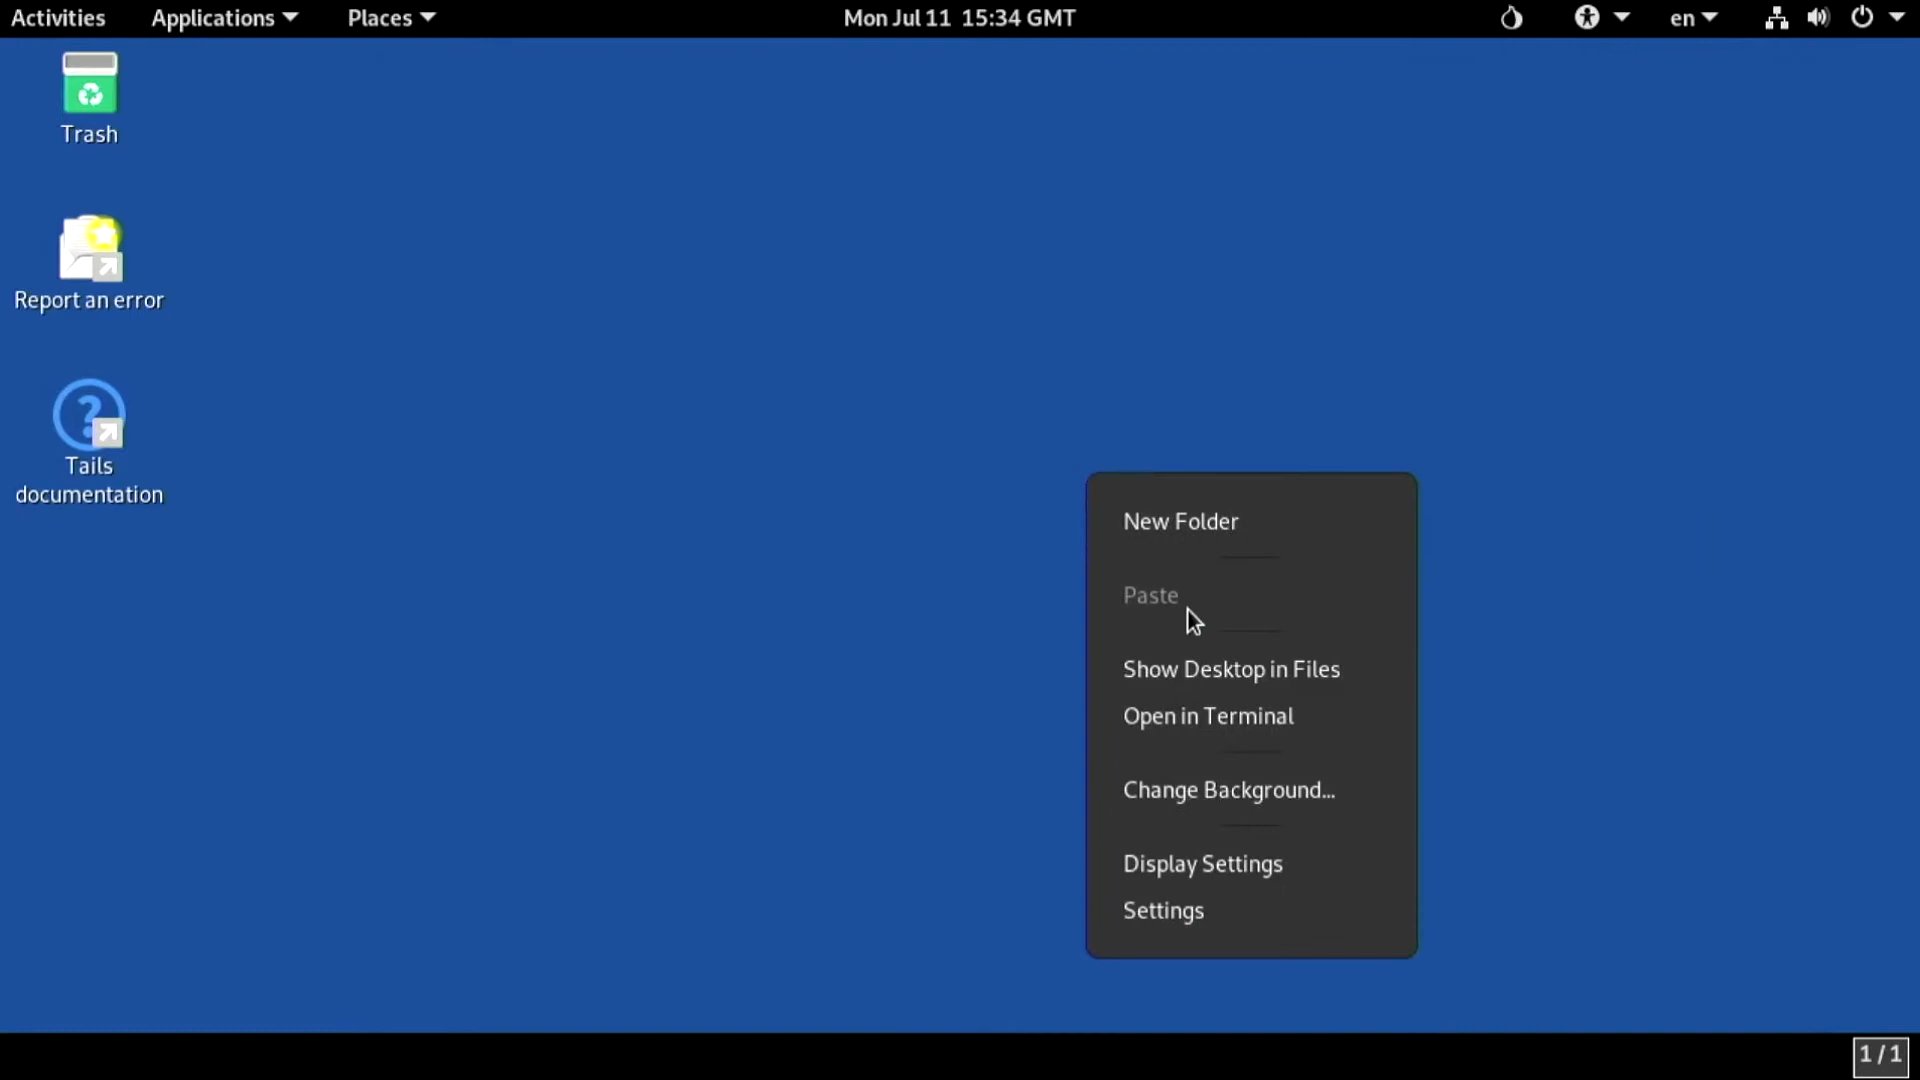 Activities Applications Places Mon Jul 11 15:34 GMT en
Trash
Report an error
Tails
documentation
New Folder
Paste
Show Desktop in Files
Open in Terminal
Change Background...
Display Settings
Settings
1 / 1